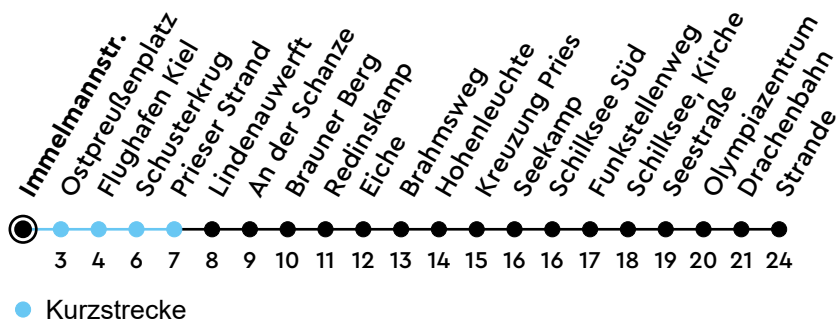 Immelmannstr.
Ostpreußenplatz
Flughafen Kiel
Schusterkrug
Prieser Strand
Lindenauwerft
An der Schanze
Brauner Berg
Redinskamp
Eiche
Brahmsweg
Hohenleuchte
Kreuzung Pries
Seekamp
Schilksee Süd
Funkstellenweg
Schilksee, Kirche
Seestraße
Olympiazentrum
Drachenbahn
Strande
3 4 6 7 8 9 10 11 12 13 14 15 16 16 17 18 19 20 21 24
Kurzstrecke